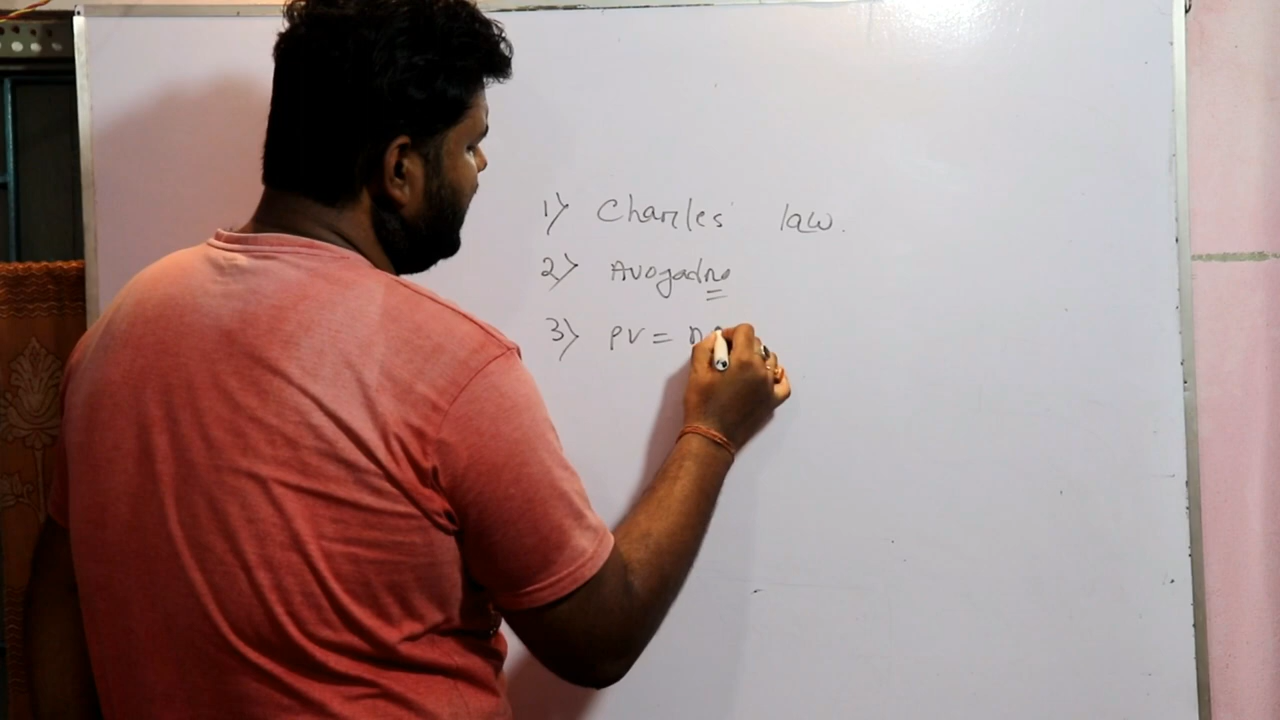 1) Charles' law.
2) Avogadro
3) PV = n